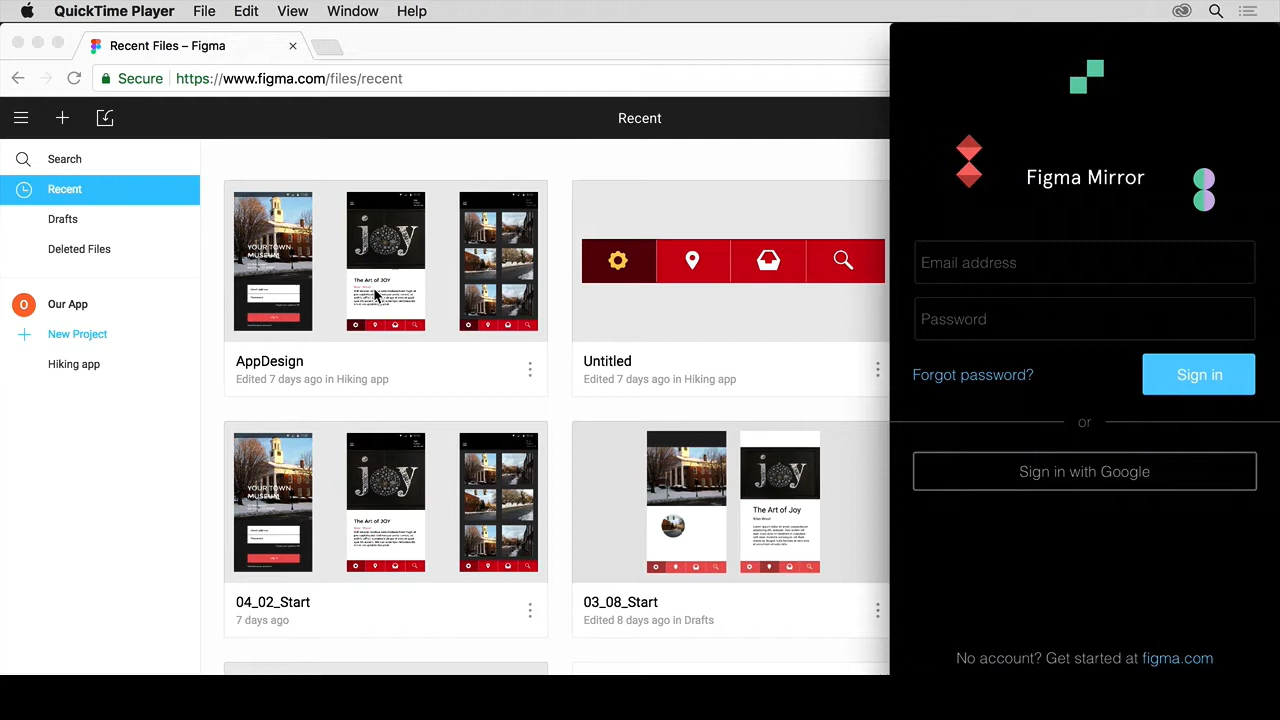 QuickTime Player File Edit View Window Help
Recent Files – Figma
Secure https://www.figma.com/files/recent
Recent
Search
Recent
Drafts
Deleted Files
Our App
New Project
Hiking app
YOUR TOWN
MUSEUM
joy
The Art of JOY
AppDesign
Edited 7 days ago in Hiking app
Untitled
Edited 7 days ago in Hiking app
YOUR TOWN
MUSEUM
joy
The Art of JOY
04_02_Start
7 days ago
joy
The Art of Joy
03_08_Start
Edited 8 days ago in Drafts
Figma Mirror
Email address
Password
Forgot password?
Sign in
or
Sign in with Google
No account? Get started at figma.com